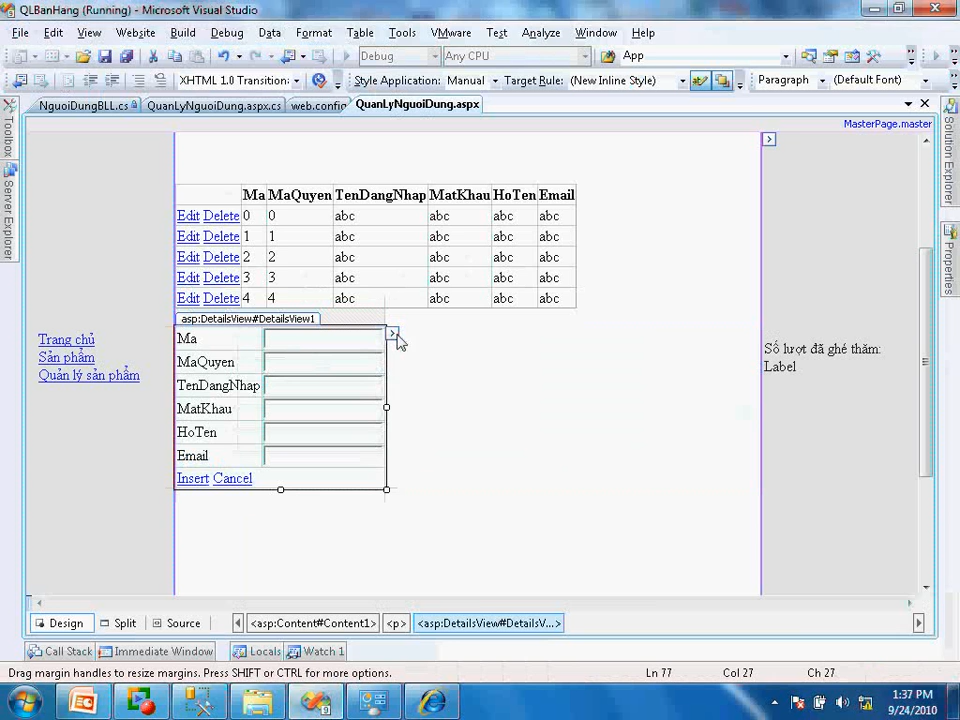 QLBanHang (Running) - Microsoft Visual Studio
File Edit View Website Build Debug Data Format Table Tools VMware Test Analyze Window Help
Debug Any CPU App
XHTML 1.0 Transition Style Application: Manual Target Rule: (New Inline Style) Paragraph (Default Font)
NguoiDungBLL.cs QuanLyNguoiDung.aspx.cs web.config QuanLyNguoiDung.aspx
MasterPage.master
Toolbox
Server Explorer
Solution Explorer
Properties
Ma MaQuyen TenDangNhap MatKhau HoTen Email
Edit Delete 0 0 abc abc abc abc
Edit Delete 1 1 abc abc abc abc
Edit Delete 2 2 abc abc abc abc
Edit Delete 3 3 abc abc abc abc
Edit Delete 4 4 abc abc abc abc
asp:DetailsView#DetailsView1
Ma
MaQuyen
TenDangNhap
MatKhau
HoTen
Email
Insert Cancel
Trang chủ
Sản phẩm
Quản lý sản phẩm
Số lượt đã ghé thăm:
Label
Design Split Source <asp:Content#Content1> <p> <asp:DetailsView#DetailsV...>
Call Stack Immediate Window Locals Watch 1
Drag margin handles to resize margins. Press SHIFT or CTRL for more options. Ln 77 Col 27 Ch 27
1:37 PM
9/24/2010